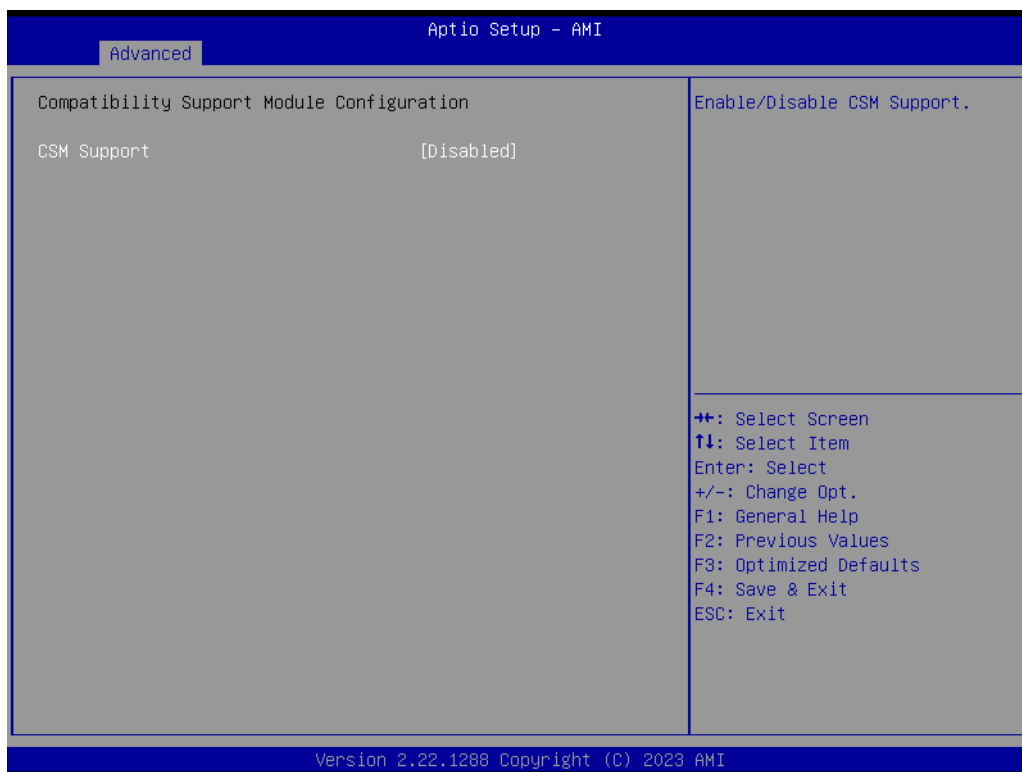 Aptio Setup – AMI
Advanced
Compatibility Support Module Configuration
CSM Support [Disabled]
Enable/Disable CSM Support.
→←: Select Screen
↑↓: Select Item
Enter: Select
+/-: Change Opt.
F1: General Help
F2: Previous Values
F3: Optimized Defaults
F4: Save & Exit
ESC: Exit
Version 2.22.1288 Copyright (C) 2023 AMI